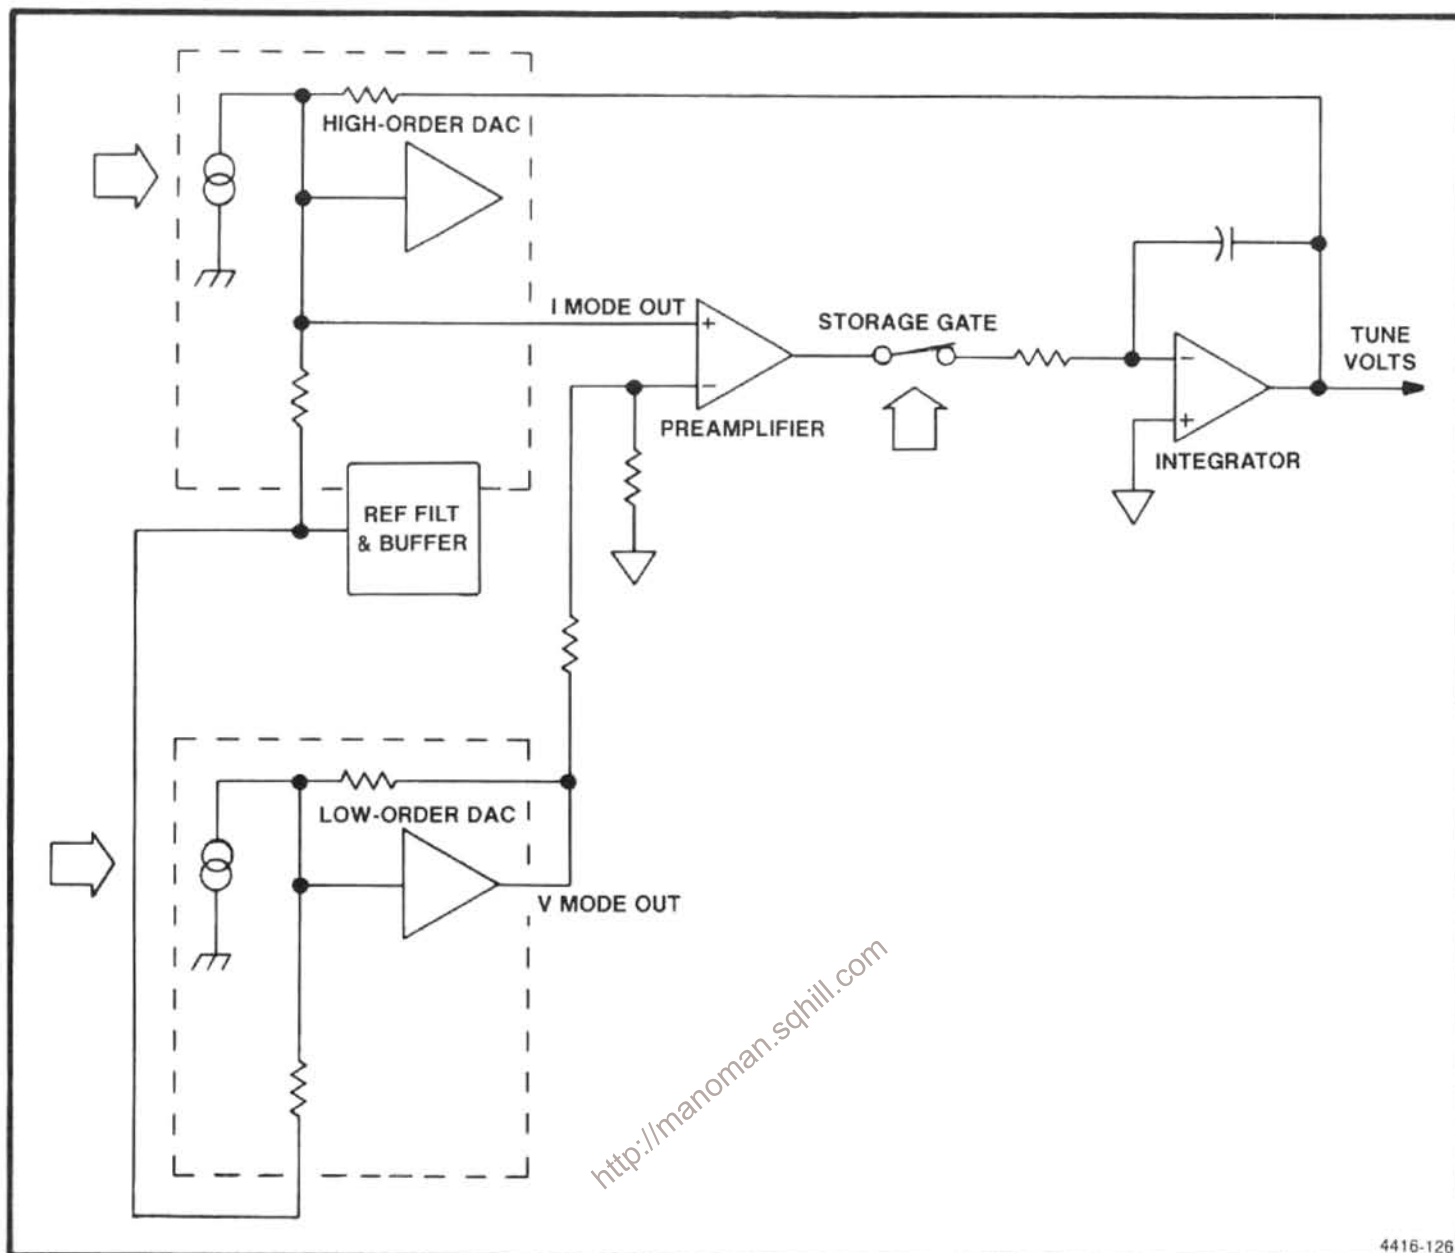 HIGH-ORDER DAC
I MODE OUT
+
−
PREAMPLIFIER
STORAGE GATE
TUNE
VOLTS
−
+
INTEGRATOR
REF FILT
& BUFFER
LOW-ORDER DAC
V MODE OUT
http://manoman.sqhill.com
4416-126